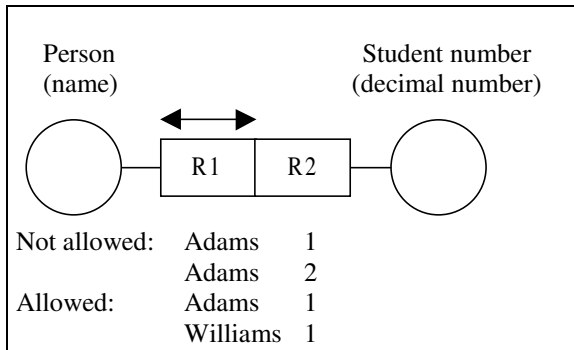 Person
(name)
Student number
(decimal number)
R1 R2
Not allowed: Adams 1
Adams 2
Allowed: Adams 1
Williams 1